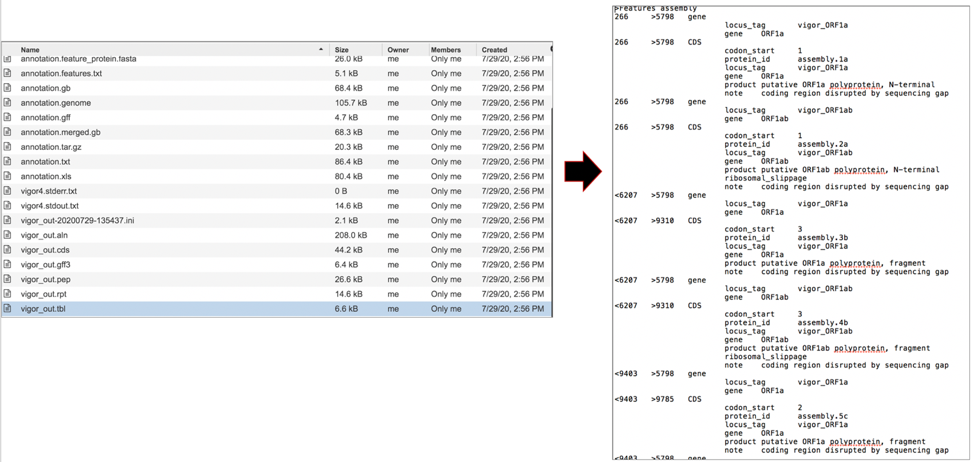 Name Size Owner Members Created
annotation.feature_protein.fasta 26.0 kB me Only me 7/29/20, 2:56 PM
annotation.features.txt 5.1 kB me Only me 7/29/20, 2:56 PM
annotation.gb 68.4 kB me Only me 7/29/20, 2:56 PM
annotation.genome 105.7 kB me Only me 7/29/20, 2:56 PM
annotation.gff 4.7 kB me Only me 7/29/20, 2:56 PM
annotation.merged.gb 68.3 kB me Only me 7/29/20, 2:56 PM
annotation.tar.gz 20.3 kB me Only me 7/29/20, 2:56 PM
annotation.txt 86.4 kB me Only me 7/29/20, 2:56 PM
annotation.xls 80.4 kB me Only me 7/29/20, 2:56 PM
vigor4.stderr.txt 0 B me Only me 7/29/20, 2:56 PM
vigor4.stdout.txt 14.6 kB me Only me 7/29/20, 2:56 PM
vigor_out-20200729-135437.ini 2.1 kB me Only me 7/29/20, 2:56 PM
vigor_out.aln 208.0 kB me Only me 7/29/20, 2:56 PM
vigor_out.cds 44.2 kB me Only me 7/29/20, 2:56 PM
vigor_out.gff3 6.4 kB me Only me 7/29/20, 2:56 PM
vigor_out.pep 26.6 kB me Only me 7/29/20, 2:56 PM
vigor_out.rpt 14.6 kB me Only me 7/29/20, 2:56 PM
vigor_out.tbl 6.6 kB me Only me 7/29/20, 2:56 PM
>Features assembly
266 >5798 gene
locus_tag vigor_ORF1a
gene ORF1a
266 >5798 CDS
codon_start 1
protein_id assembly.1a
locus_tag vigor_ORF1a
gene ORF1a
product putative ORF1a polyprotein, N-terminal
note coding region disrupted by sequencing gap
266 >5798 gene
locus_tag vigor_ORF1ab
gene ORF1ab
266 >5798 CDS
codon_start 1
protein_id assembly.2a
locus_tag vigor_ORF1ab
gene ORF1ab
product putative ORF1ab polyprotein, N-terminal
ribosomal_slippage
note coding region disrupted by sequencing gap
<6207 >5798 gene
locus_tag vigor_ORF1a
gene ORF1a
<6207 >9310 CDS
codon_start 3
protein_id assembly.3b
locus_tag vigor_ORF1a
gene ORF1a
product putative ORF1a polyprotein, fragment
note coding region disrupted by sequencing gap
<6207 >5798 gene
locus_tag vigor_ORF1ab
gene ORF1ab
<6207 >9310 CDS
codon_start 3
protein_id assembly.4b
locus_tag vigor_ORF1ab
gene ORF1ab
product putative ORF1ab polyprotein, fragment
ribosomal_slippage
note coding region disrupted by sequencing gap
<9403 >5798 gene
locus_tag vigor_ORF1a
gene ORF1a
<9403 >9785 CDS
codon_start 2
protein_id assembly.5c
locus_tag vigor_ORF1a
gene ORF1a
product putative ORF1a polyprotein, fragment
note coding region disrupted by sequencing gap
<9403 >5798 gene